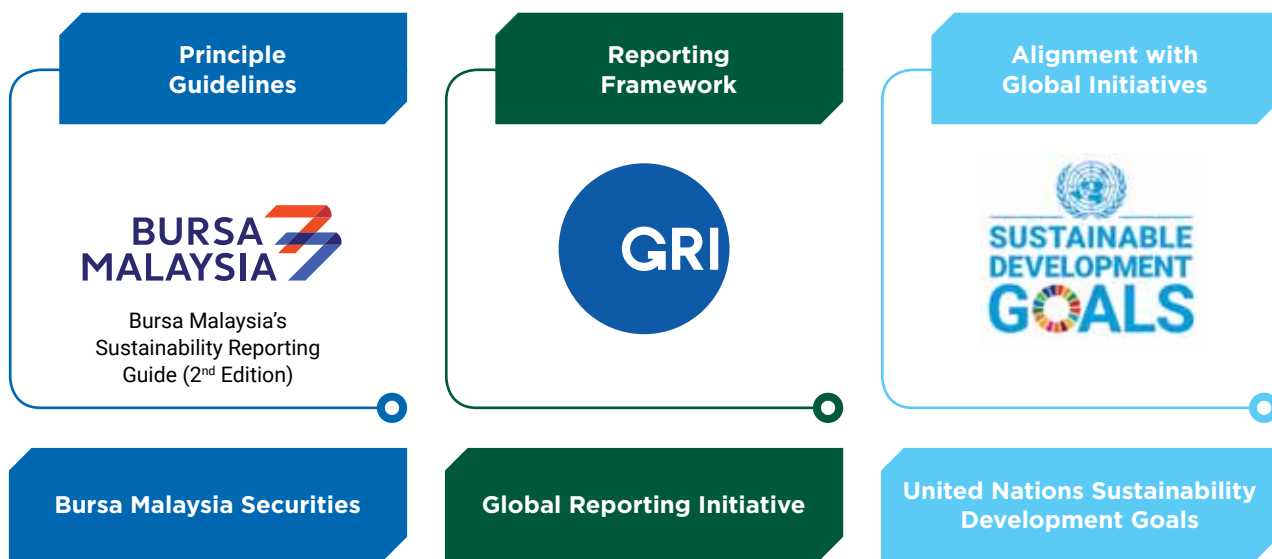 Principle
Guidelines
BURSA
MALAYSIA
Bursa Malaysia’s
Sustainability Reporting
Guide (2nd Edition)
Bursa Malaysia Securities
Reporting
Framework
GRI
Global Reporting Initiative
Alignment with
Global Initiatives
SUSTAINABLE
DEVELOPMENT
GOALS
United Nations Sustainability
Development Goals